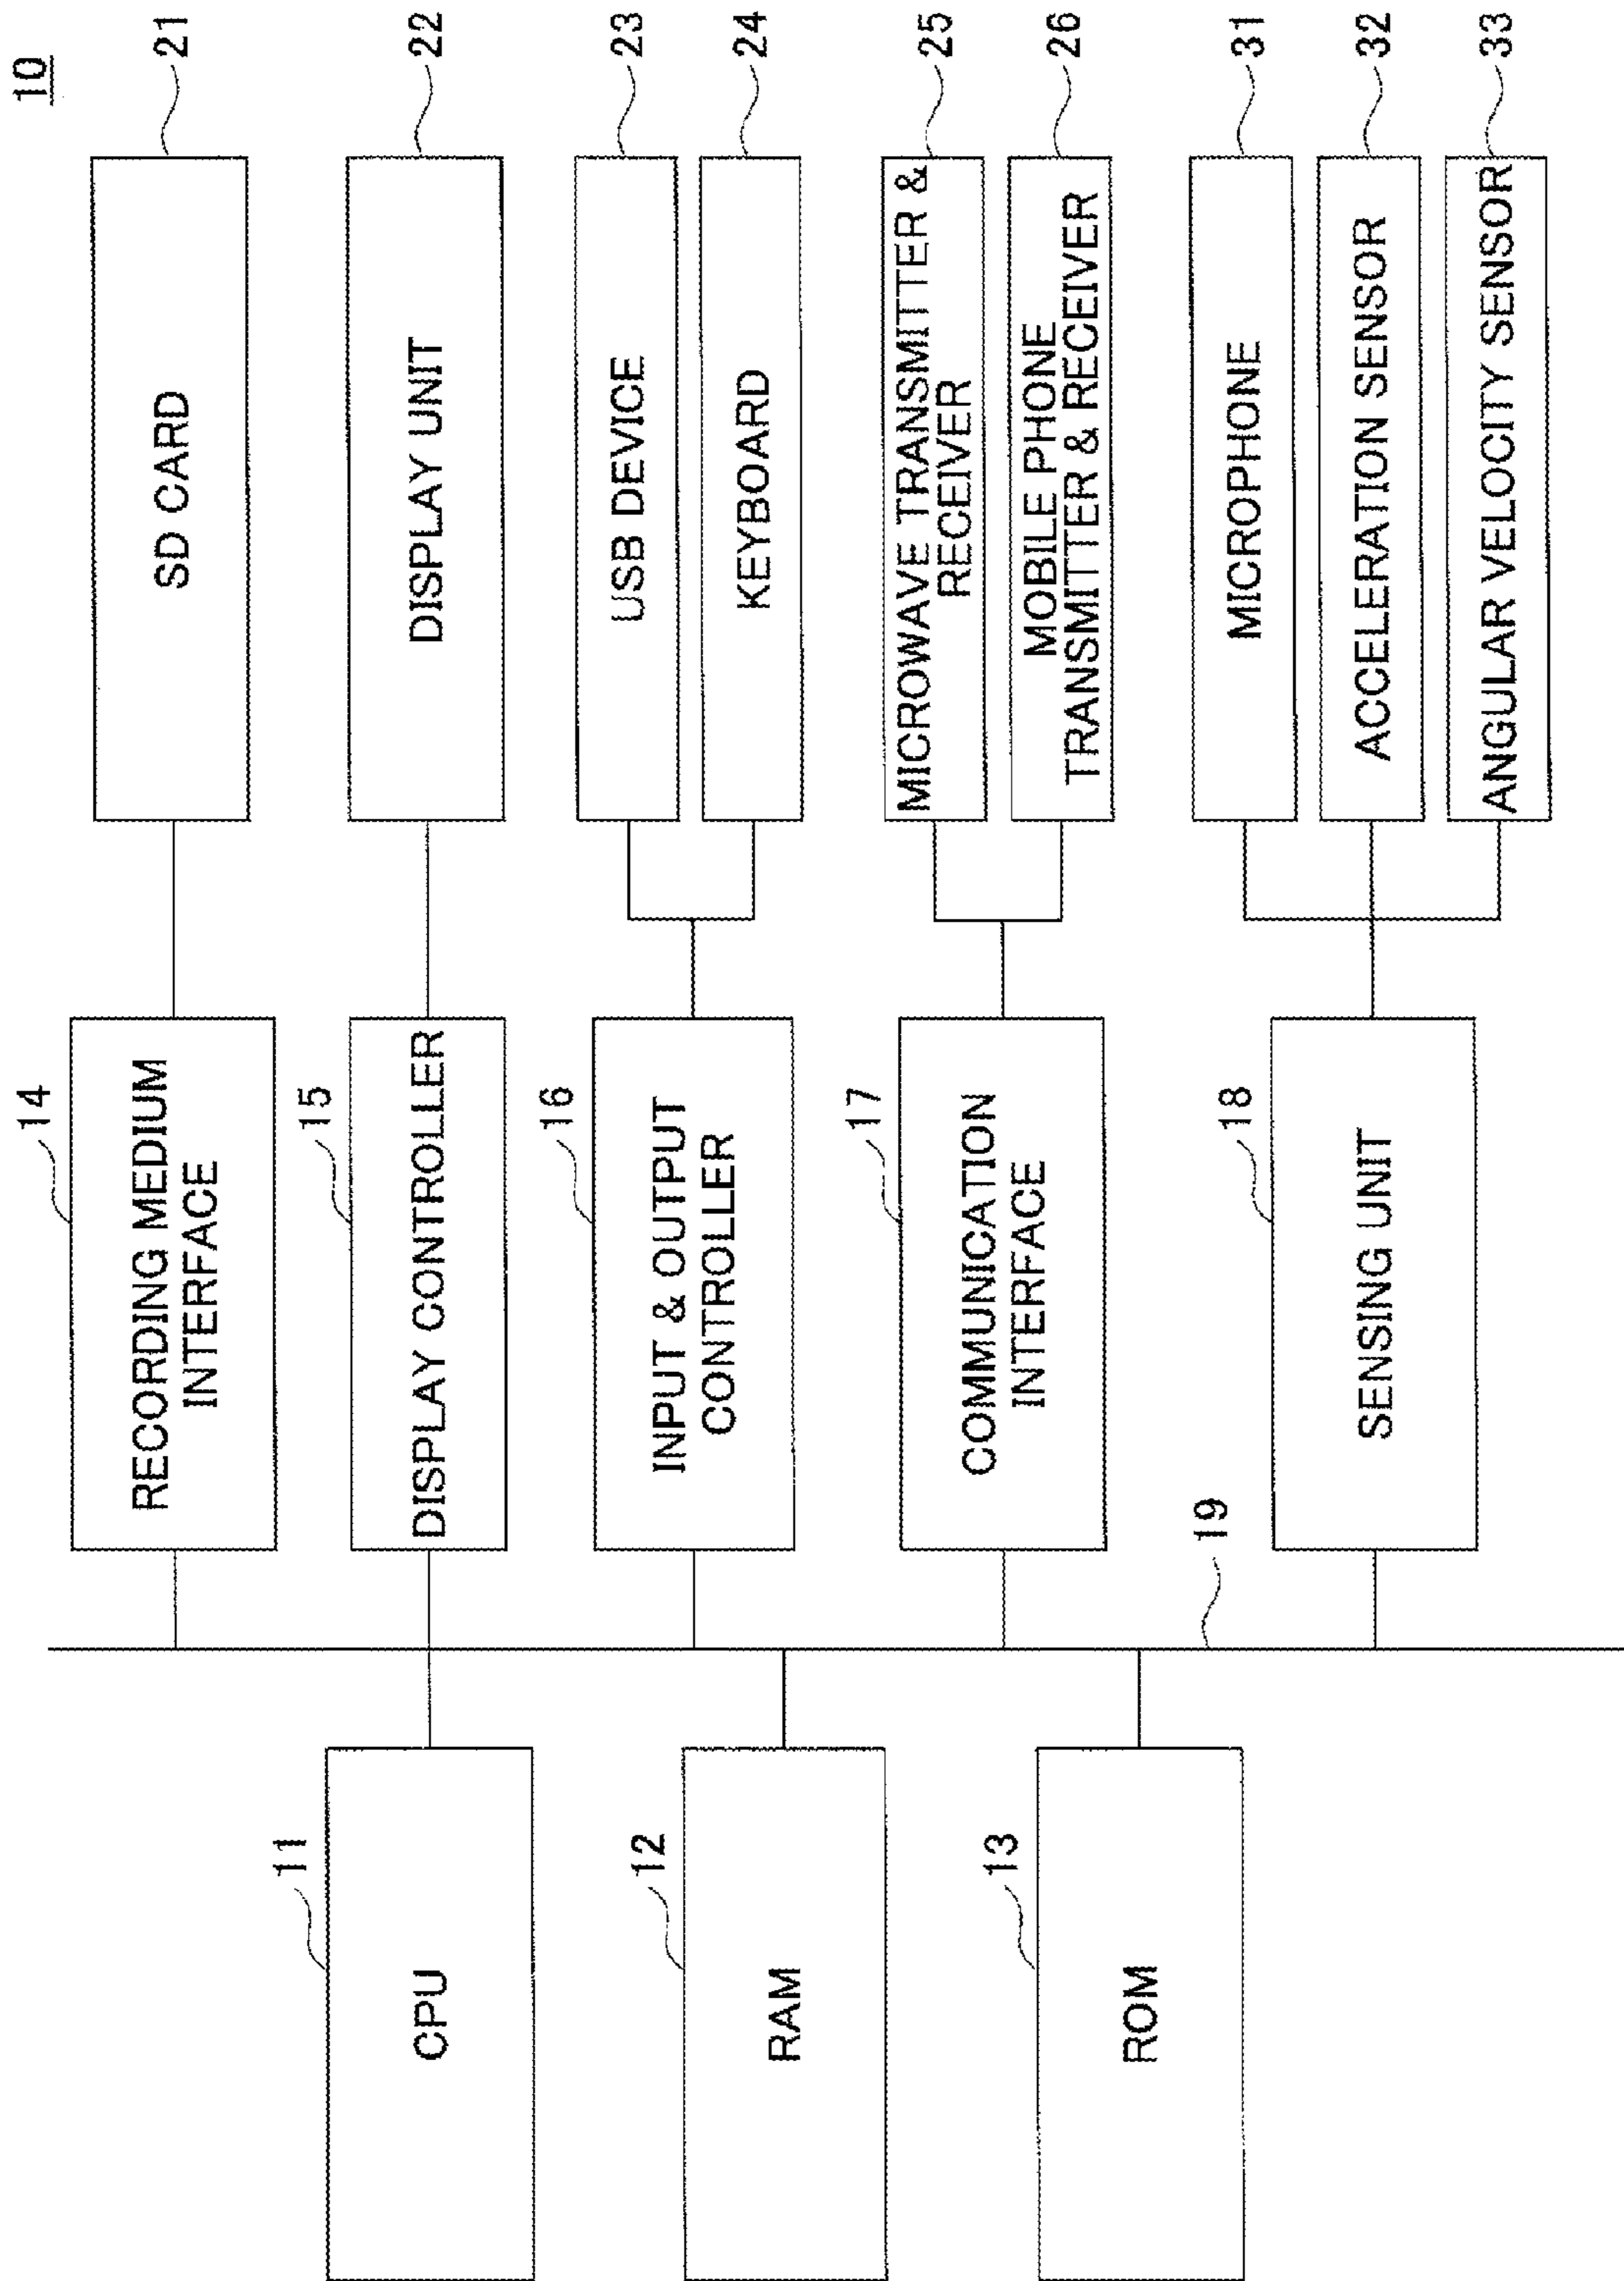 10
11
CPU
12
RAM
13
ROM
14
RECORDING MEDIUM
INTERFACE
15
DISPLAY CONTROLLER
16
INPUT & OUTPUT
CONTROLLER
17
COMMUNICATION
INTERFACE
18
SENSING UNIT
19
SD CARD
21
DISPLAY UNIT
22
USB DEVICE
23
KEYBOARD
24
MICROWAVE TRANSMITTER &
RECEIVER
25
MOBILE PHONE
TRANSMITTER & RECEIVER
26
MICROPHONE
31
ACCELERATION SENSOR
32
ANGULAR VELOCITY SENSOR
33